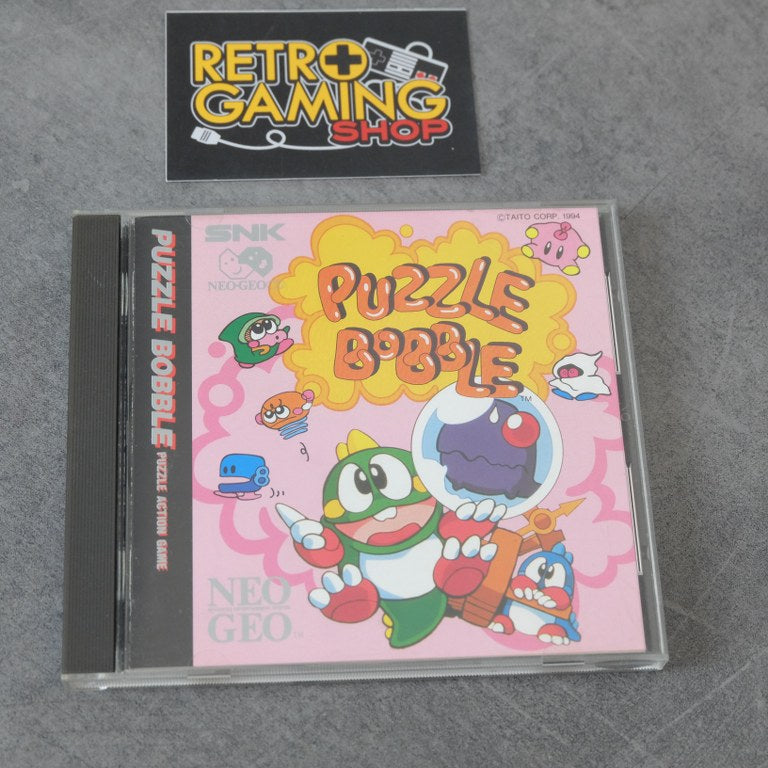 RETRO
GAMING
SHOP
©TAITO CORP. 1994
SNK
NEO•GEO
PUZZLE
BOBBLE
TM
PUZZLE BOBBLE PUZZLE ACTION GAME
NEO
GEO
TM